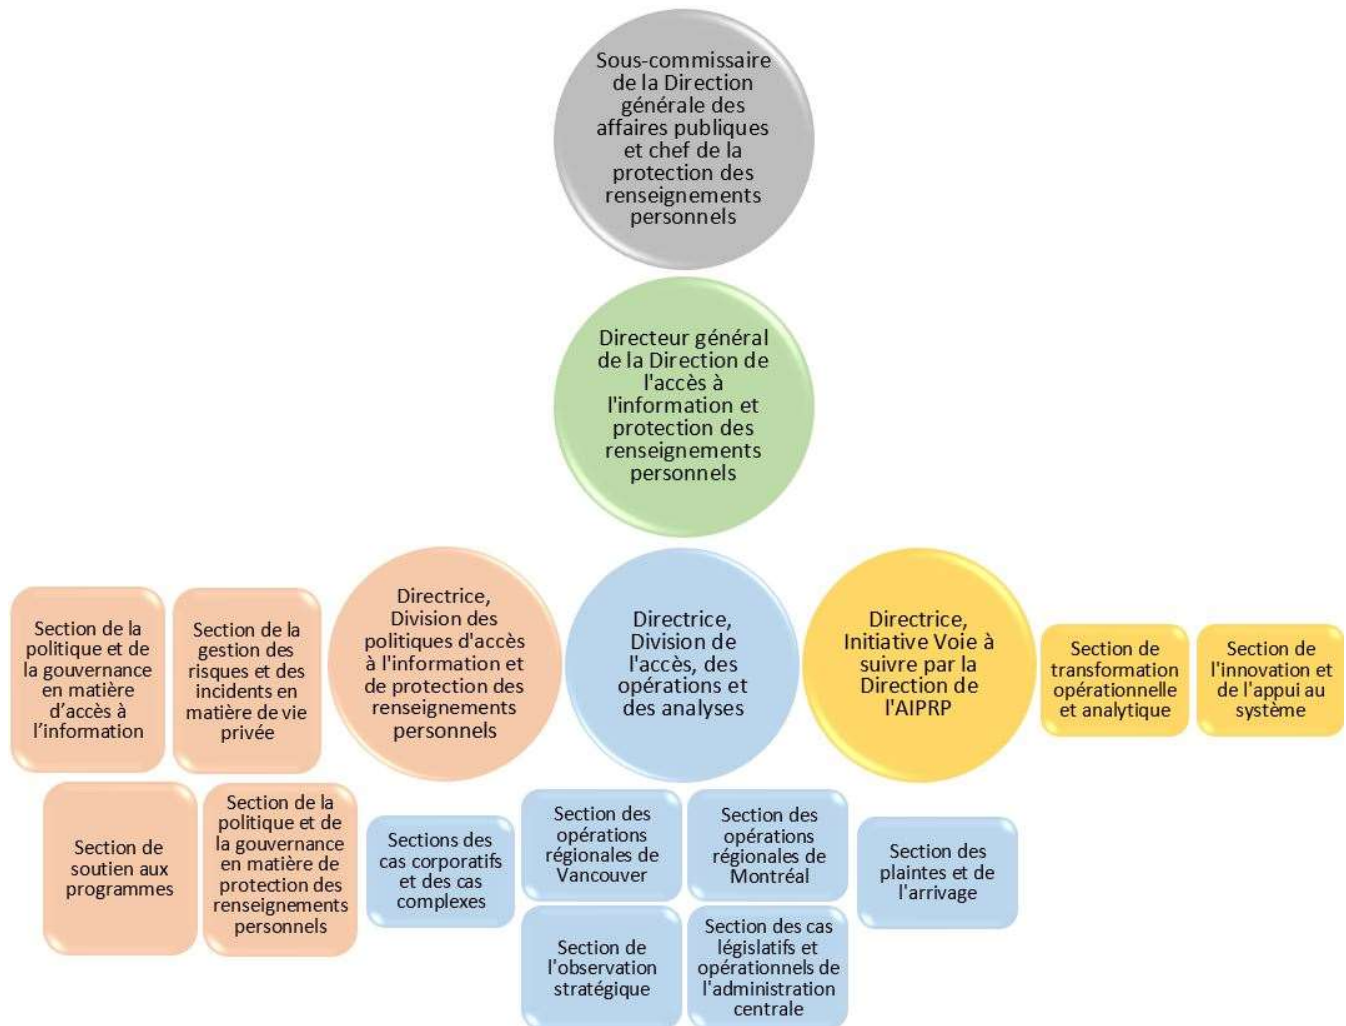 Sous-commissaire
de la Direction
générale des
affaires publiques
et chef de la
protection des
renseignements
personnels
Directeur général
de la Direction de
l'accès à
l'information et
protection des
renseignements
personnels
Section de la
politique et de
la gouvernance
en matière
d’accès à
l’information
Section de la
gestion des
risques et des
incidents en
matière de vie
privée
Directrice,
Division des
politiques d'accès
à l'information et
de protection des
renseignements
personnels
Directrice,
Division de
l'accès, des
opérations et
des analyses
Directrice,
Initiative Voie à
suivre par la
Direction de
l'AIPRP
Section de
transformation
opérationnelle
et analytique
Section de
l'innovation et
de l'appui au
système
Section de
soutien aux
programmes
Section de la
politique et de
la gouvernance
en matière de
protection des
renseignements
personnels
Sections des
cas corporatifs
et des cas
complexes
Section des
opérations
régionales de
Vancouver
Section des
opérations
régionales de
Montréal
Section des
plaintes et de
l'arrivage
Section de
l'observation
stratégique
Section des cas
législatifs et
opérationnels de
l'administration
centrale